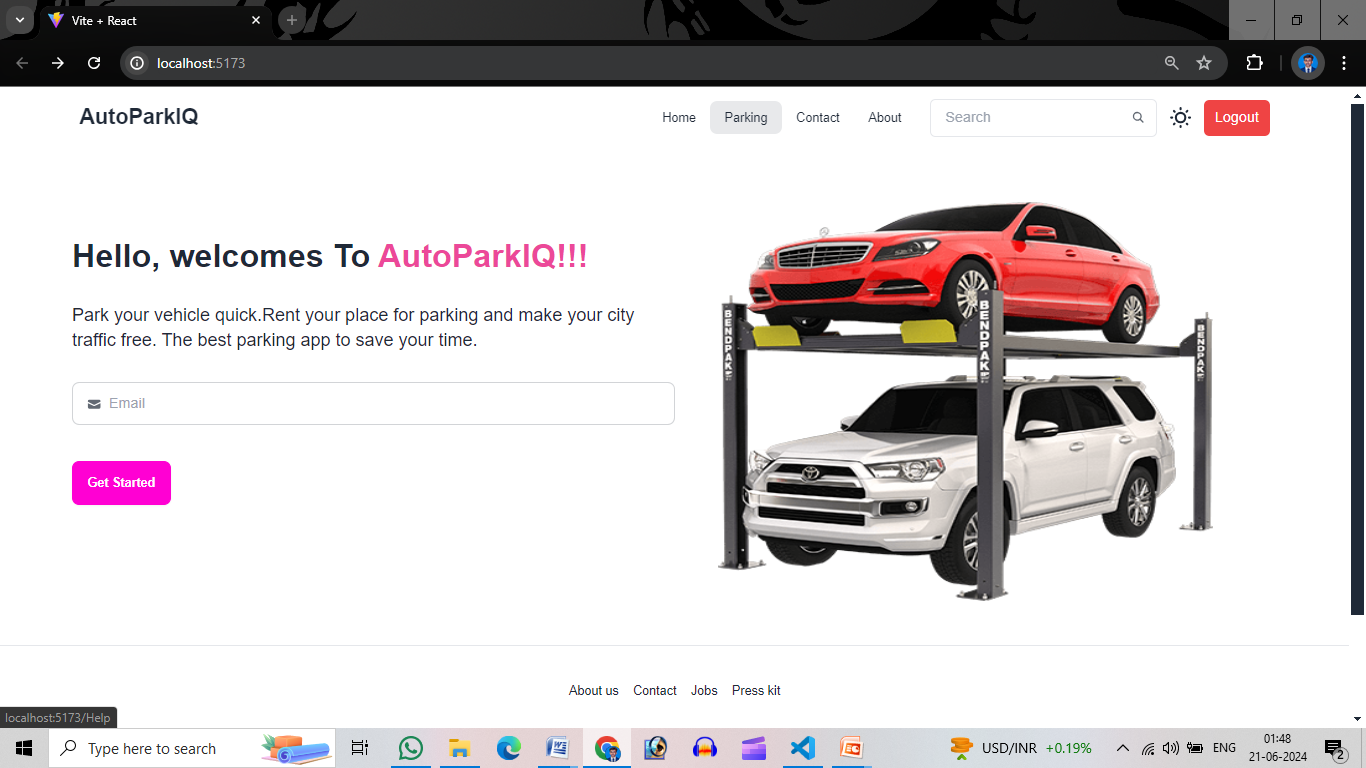 Vite + React
localhost:5173
AutoParkIQ
Home Parking Contact About Search Logout
Hello, welcomes To AutoParkIQ!!!
Park your vehicle quick.Rent your place for parking and make your city
traffic free. The best parking app to save your time.
Email
Get Started
BENDPAK
BENDPAK
BENDPAK
About us Contact Jobs Press kit
localhost:5173/Help
Type here to search
USD/INR +0.19%
ENG
01:48
21-06-2024
2